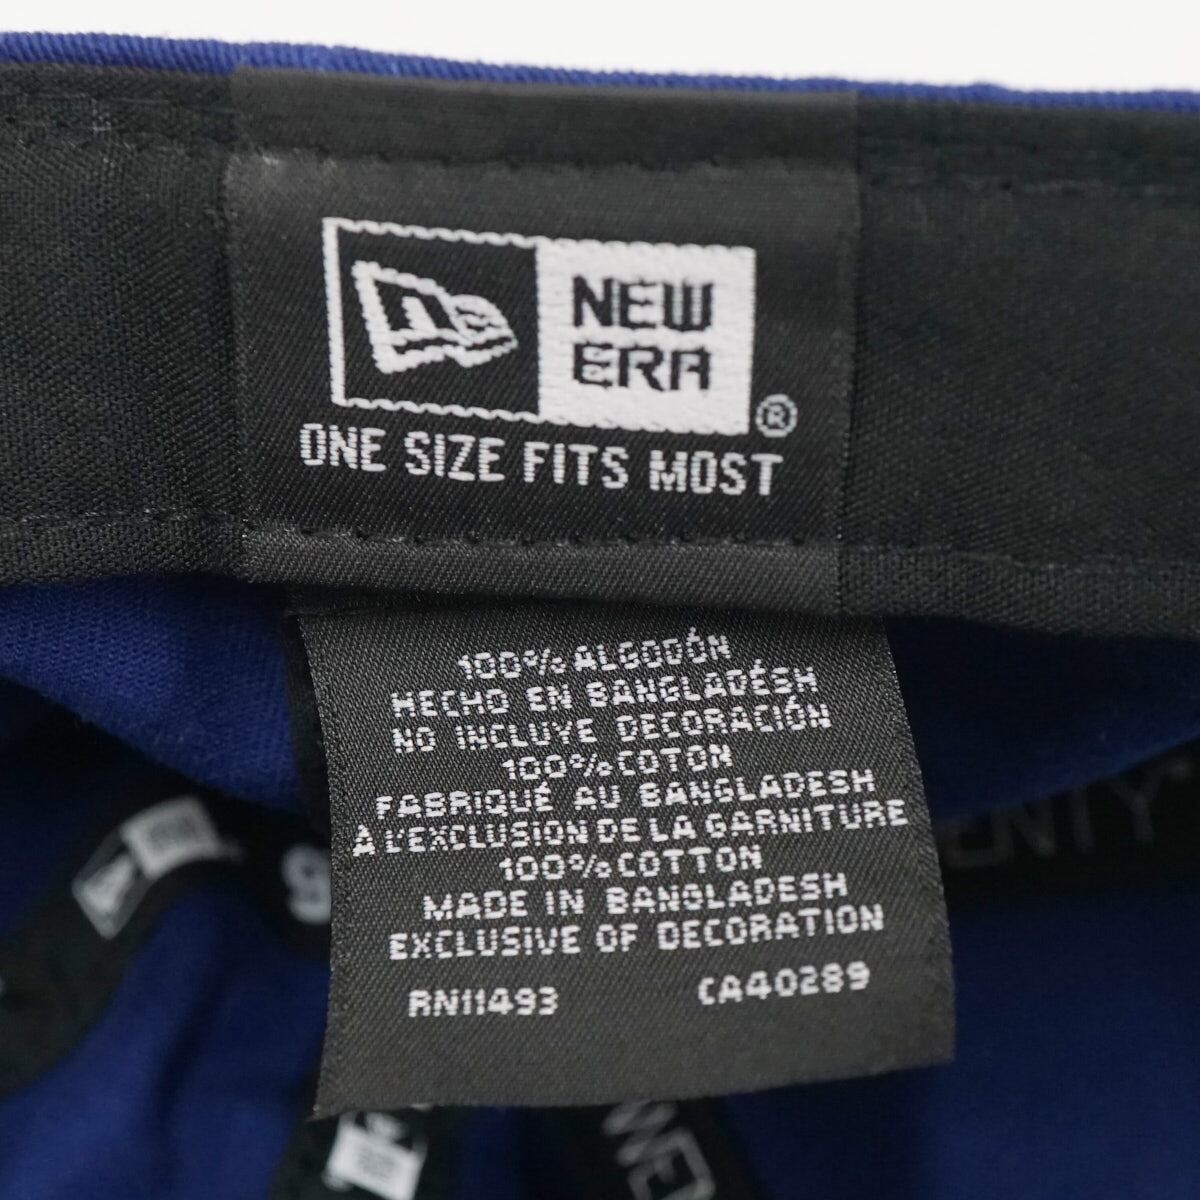 NEW
ERA
®
ONE SIZE FITS MOST
100% ALGODÓN
HECHO EN BANGLADÉSH
NO INCLUYE DECORACIÓN
100% COTON
FABRIQUÉ AU BANGLADESH
À L'EXCLUSION DE LA GARNITURE
100% COTTON
MADE IN BANGLADESH
EXCLUSIVE OF DECORATION
RN11493 CA40289